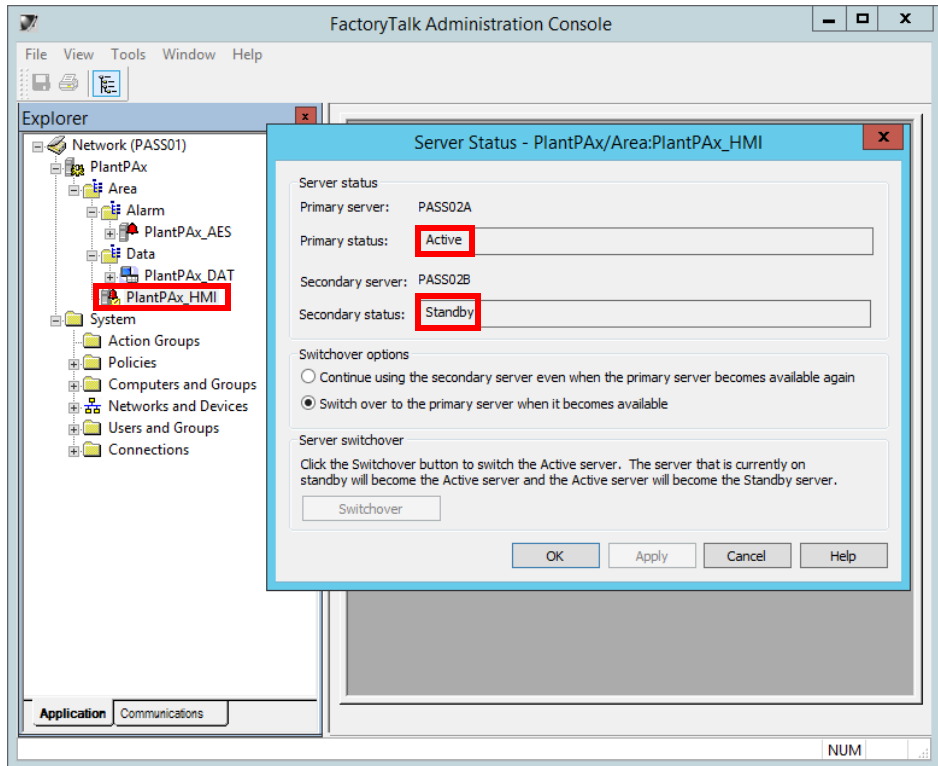 FactoryTalk Administration Console
File View Tools Window Help
Explorer
Network (PASS01)
PlantPAx
Area
Alarm
PlantPAx_AES
Data
PlantPAx_DAT
PlantPAx_HMI
System
Action Groups
Policies
Computers and Groups
Networks and Devices
Users and Groups
Connections
Application Communications
Server Status - PlantPAx/Area:PlantPAx_HMI
Server status
Primary server: PASS02A
Primary status: Active
Secondary server: PASS02B
Secondary status: Standby
Switchover options
Continue using the secondary server even when the primary server becomes available again
Switch over to the primary server when it becomes available
Server switchover
Click the Switchover button to switch the Active server. The server that is currently on
standby will become the Active server and the Active server will become the Standby server.
Switchover
OK Apply Cancel Help
NUM